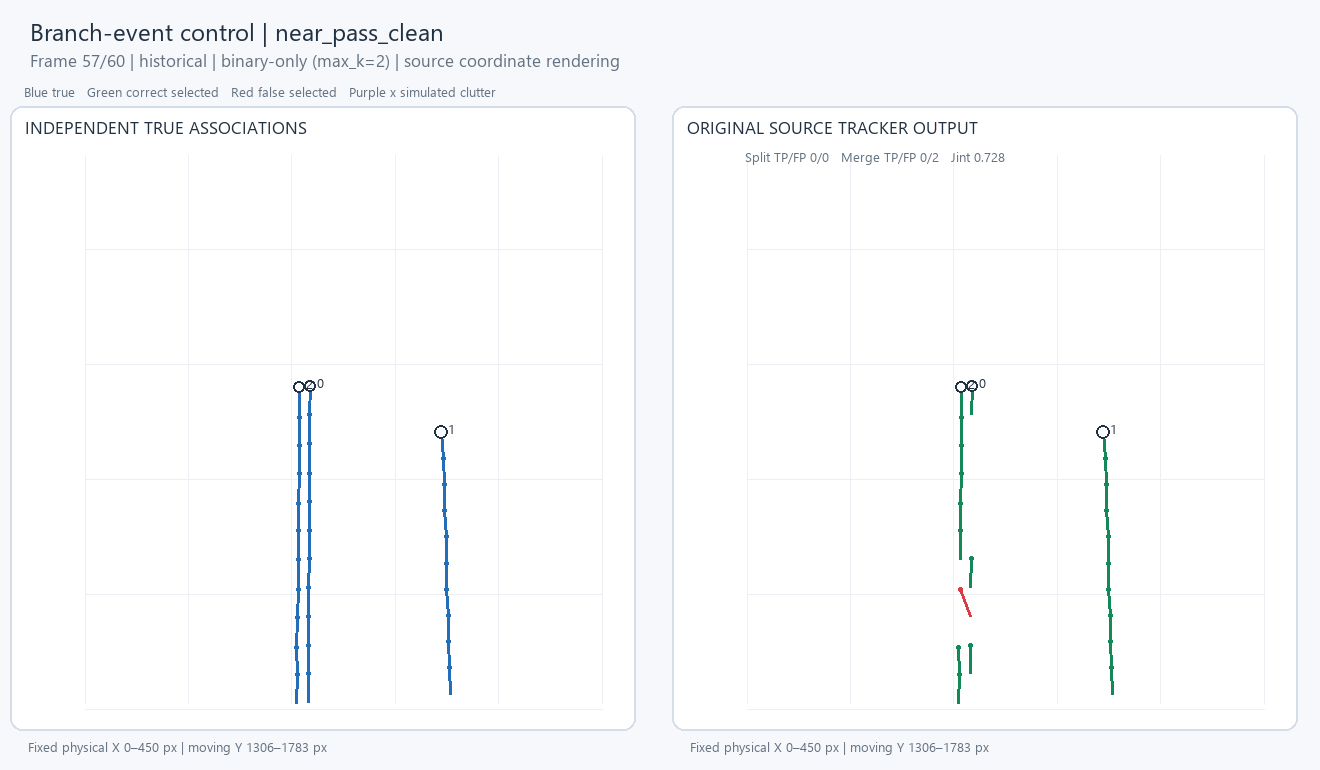 Branch-event control | near_pass_clean
Frame 57/60 | historical | binary-only (max_k=2) | source coordinate rendering
Blue true   Green correct selected   Red false selected   Purple x simulated clutter
INDEPENDENT TRUE ASSOCIATIONS
0
1
Fixed physical X 0–450 px | moving Y 1306–1783 px
ORIGINAL SOURCE TRACKER OUTPUT
Split TP/FP 0/0   Merge TP/FP 0/2   Jint 0.728
0
1
Fixed physical X 0–450 px | moving Y 1306–1783 px